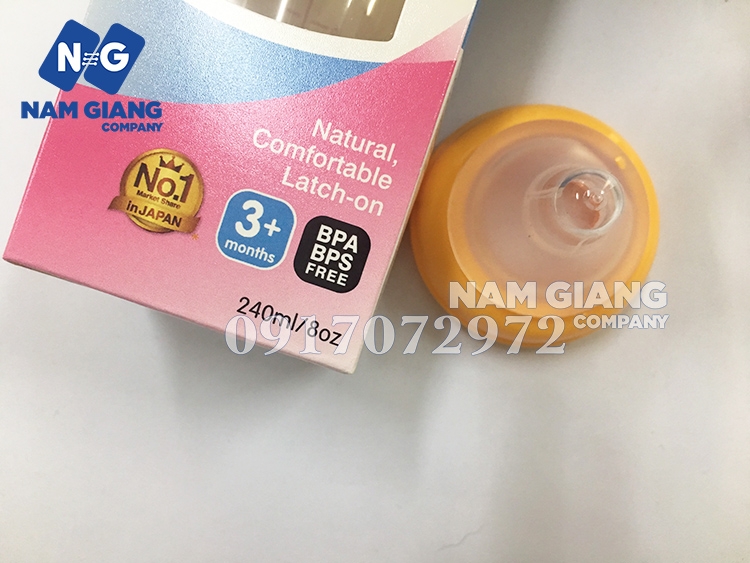 N=G
NAM GIANG
COMPANY
Natural,
Comfortable
Latch-on
No.1
Market Share
in JAPAN
3+
months
BPA
BPS
FREE
240ml/8oz
NAM GIANG
COMPANY
0917072972